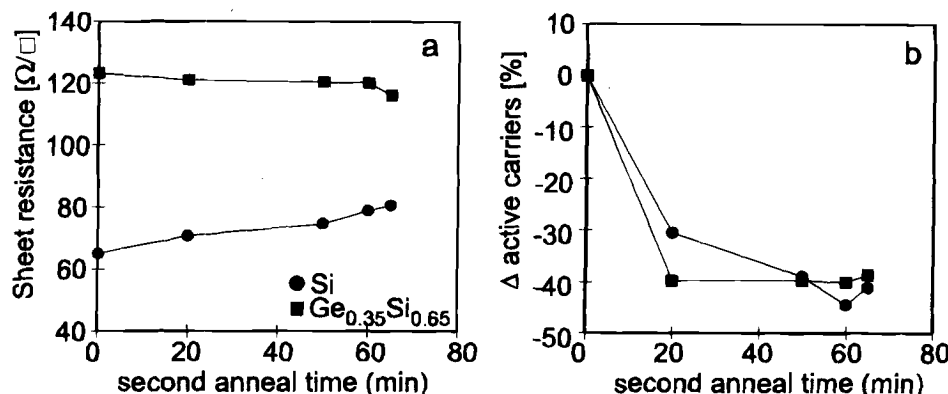 Sheet resistance [Ω/□]
140
120
100
80
60
40
a
Si
Ge0.35Si0.65
0 20 40 60 80
second anneal time (min)
Δ active carriers [%]
10
0
-10
-20
-30
-40
-50
b
0 20 40 60 80
second anneal time (min)